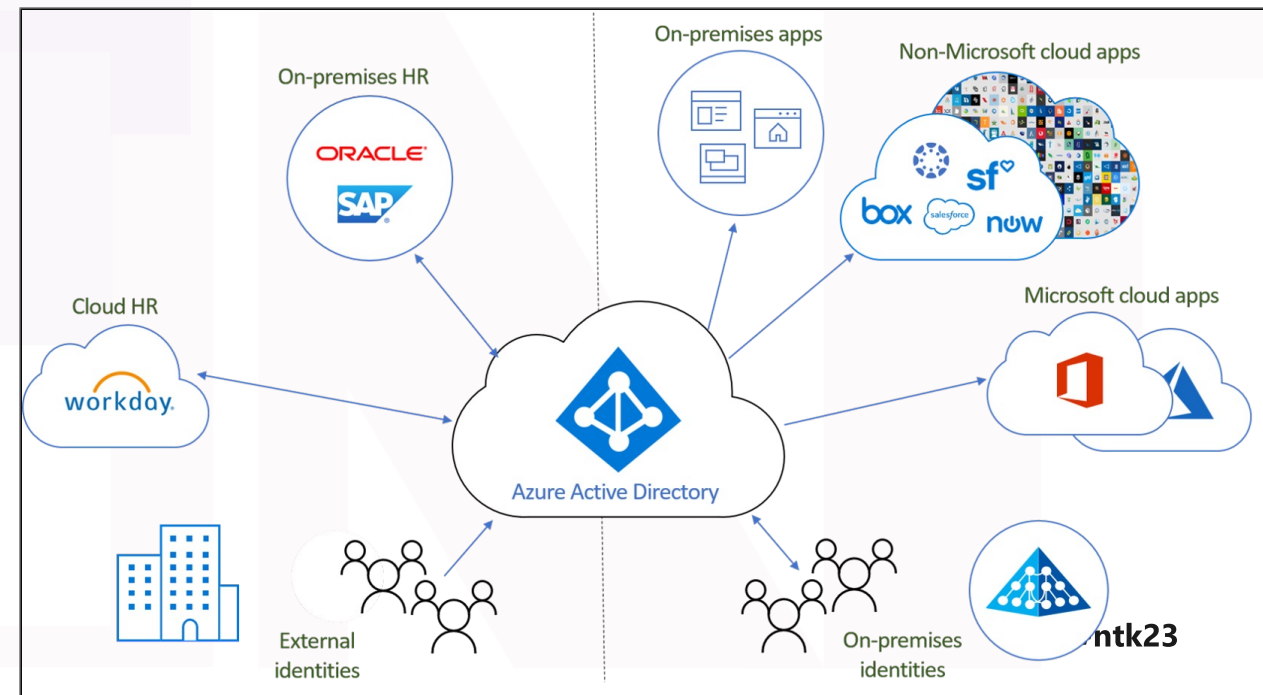 On-premises apps
Non-Microsoft cloud apps
On-premises HR
ORACLE
SAP
sf
box
salesforce
now
Cloud HR
Microsoft cloud apps
workday.
Azure Active Directory
External
identities
On-premises
identities
ntk23